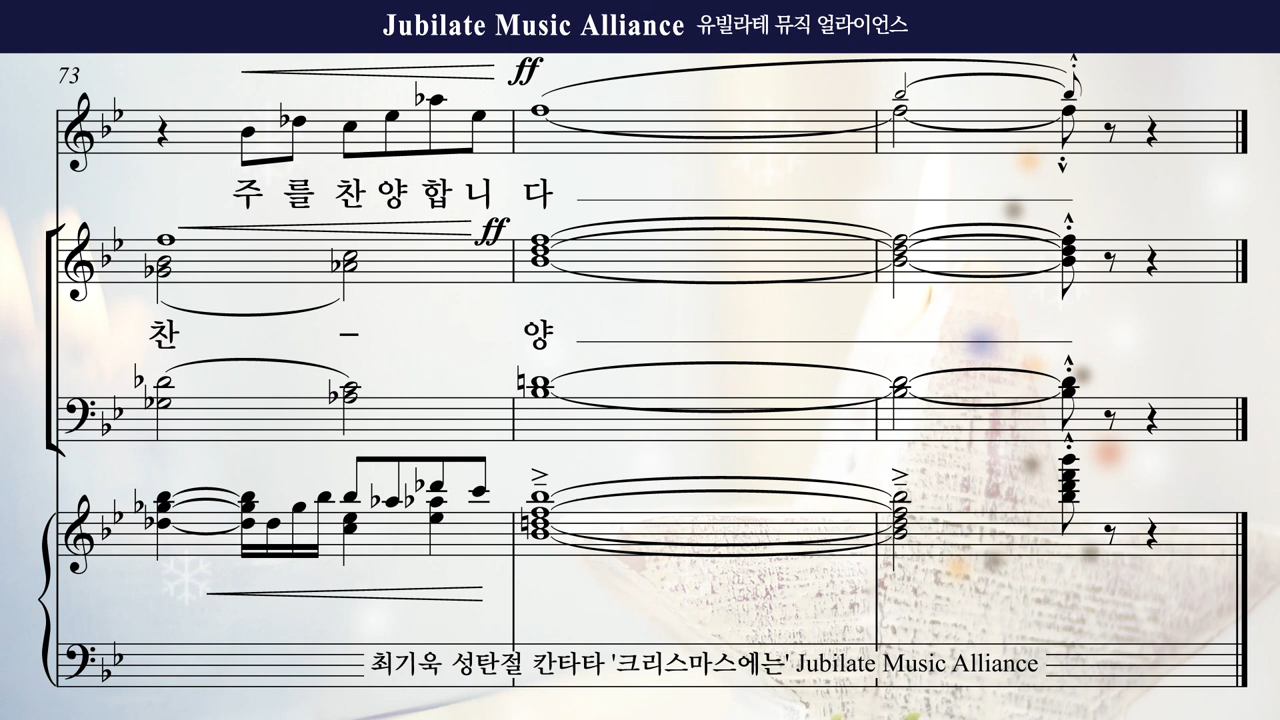 Jubilate Music Alliance 유빌라테 뮤직 얼라이언스
73
ff
주 를 찬 양 합 니 다
ff
찬 - 양
최기욱 성탄절 칸타타 '크리스마스에는' Jubilate Music Alliance